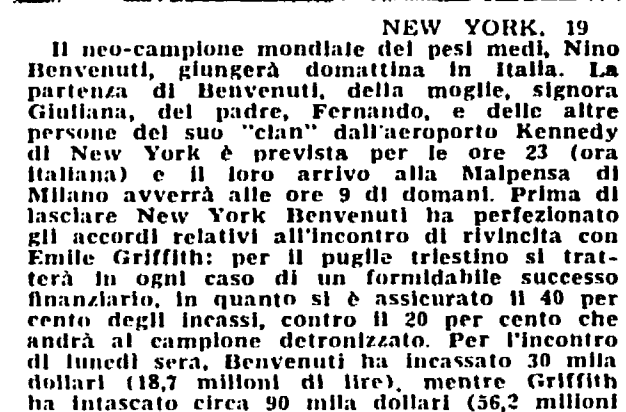 NEW YORK, 19
Il neo-campione mondiale dei pesi medi, Nino
Benvenuti, giungerà domattina in Italia. La
partenza di Benvenuti, della moglie, signora
Giuliana, del padre, Fernando, e delle altre
persone del suo "clan" dall'aeroporto Kennedy
di New York è prevista per le ore 23 (ora
italiana) e il loro arrivo alla Malpensa di
Milano avverrà alle ore 9 di domani. Prima di
lasciare New York Benvenuti ha perfezionato
gli accordi relativi all'incontro di rivincita con
Emile Griffith: per il pugile triestino si trat-
terà in ogni caso di un formidabile successo
finanziario, in quanto si è assicurato il 40 per
cento degli incassi, contro il 20 per cento che
andrà al campione detronizzato. Per l'incontro
di lunedì sera, Benvenuti ha incassato 30 mila
dollari (18,7 milioni di lire), mentre Griffith
ha intascato circa 90 mila dollari (56,2 milioni